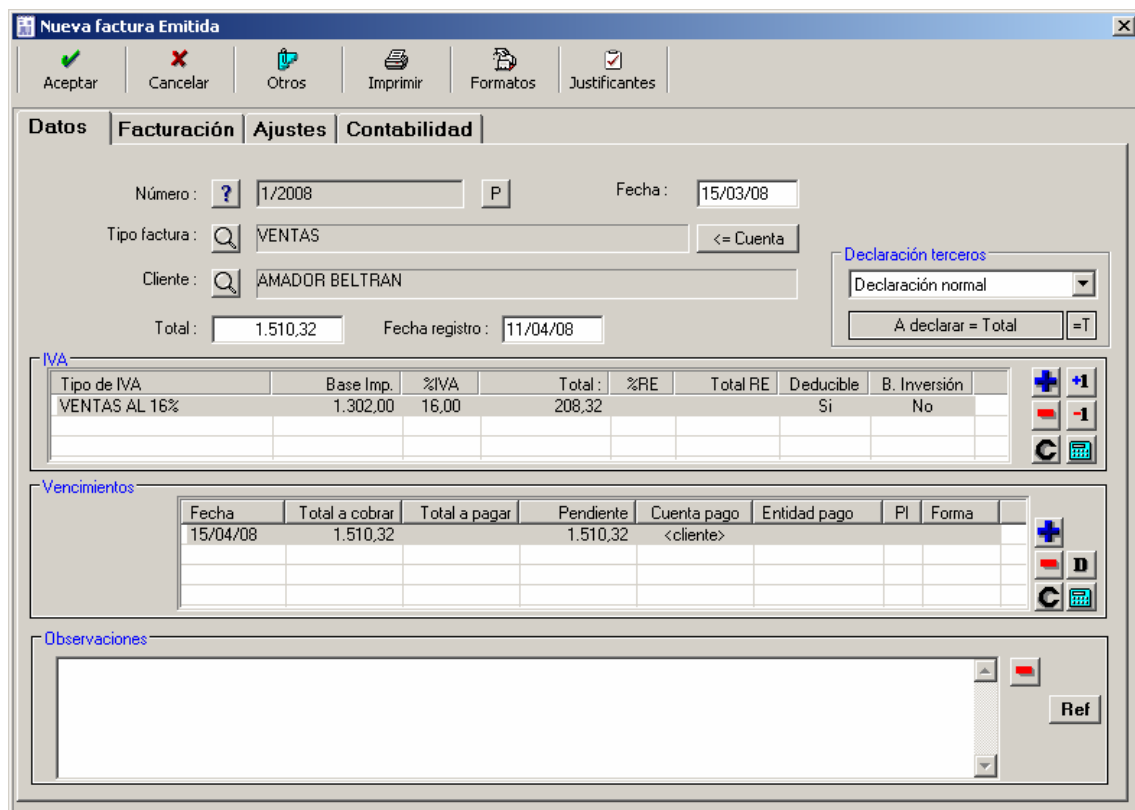 Nueva factura Emitida
Aceptar Cancelar Otros Imprimir Formatos Justificantes
Datos Facturación Ajustes Contabilidad
Número : ? 1/2008 P Fecha : 15/03/08
Tipo factura : VENTAS <= Cuenta
Declaración terceros
Cliente : AMADOR BELTRAN Declaración normal
Total : 1.510,32 Fecha registro : 11/04/08 A declarar = Total =T
IVA
Tipo de IVA Base Imp. %IVA Total : %RE Total RE Deducible B. Inversión +1
VENTAS AL 16% 1.302,00 16,00 208,32 Si No
-1
C
Vencimientos
Fecha Total a cobrar Total a pagar Pendiente Cuenta pago Entidad pago PI Forma
15/04/08 1.510,32 1.510,32 <cliente>
D
C
Observaciones
Ref